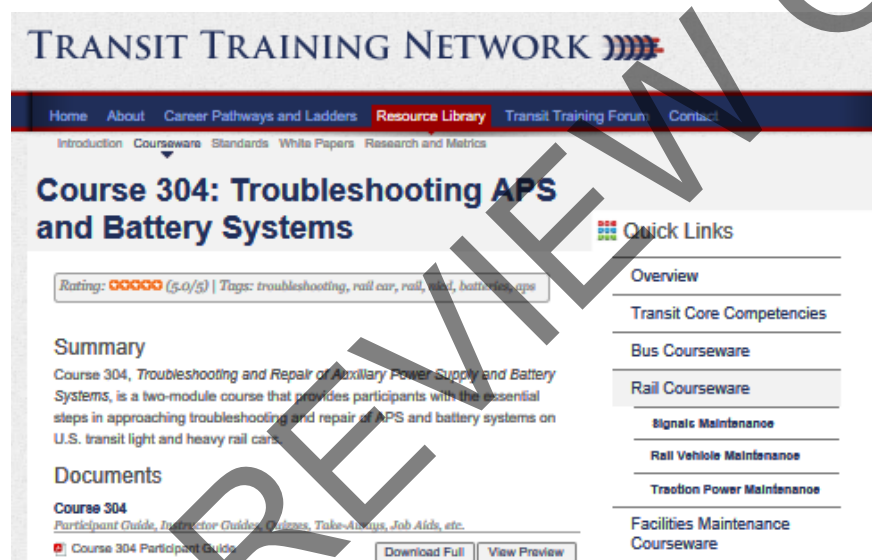 TRANSIT TRAINING NETWORK
Home About Career Pathways and Ladders Resource Library Transit Training Forum Contact
Introduction Courseware Standards White Papers Research and Metrics
Course 304: Troubleshooting APS
and Battery Systems
Rating: (5.0/5) | Tags: troubleshooting, rail car, rail, nicd, batteries, aps
Summary
Course 304, Troubleshooting and Repair of Auxiliary Power Supply and Battery
Systems, is a two-module course that provides participants with the essential
steps in approaching troubleshooting and repair of APS and battery systems on
U.S. transit light and heavy rail cars.
Documents
Course 304
Participant Guide, Instructor Guides, Quizzes, Take-Aways, Job Aids, etc.
Course 304 Participant Guide
Download Full View Preview
Quick Links
Overview
Transit Core Competencies
Bus Courseware
Rail Courseware
Signals Maintenance
Rail Vehicle Maintenance
Traction Power Maintenance
Facilities Maintenance
Courseware
REVIEW